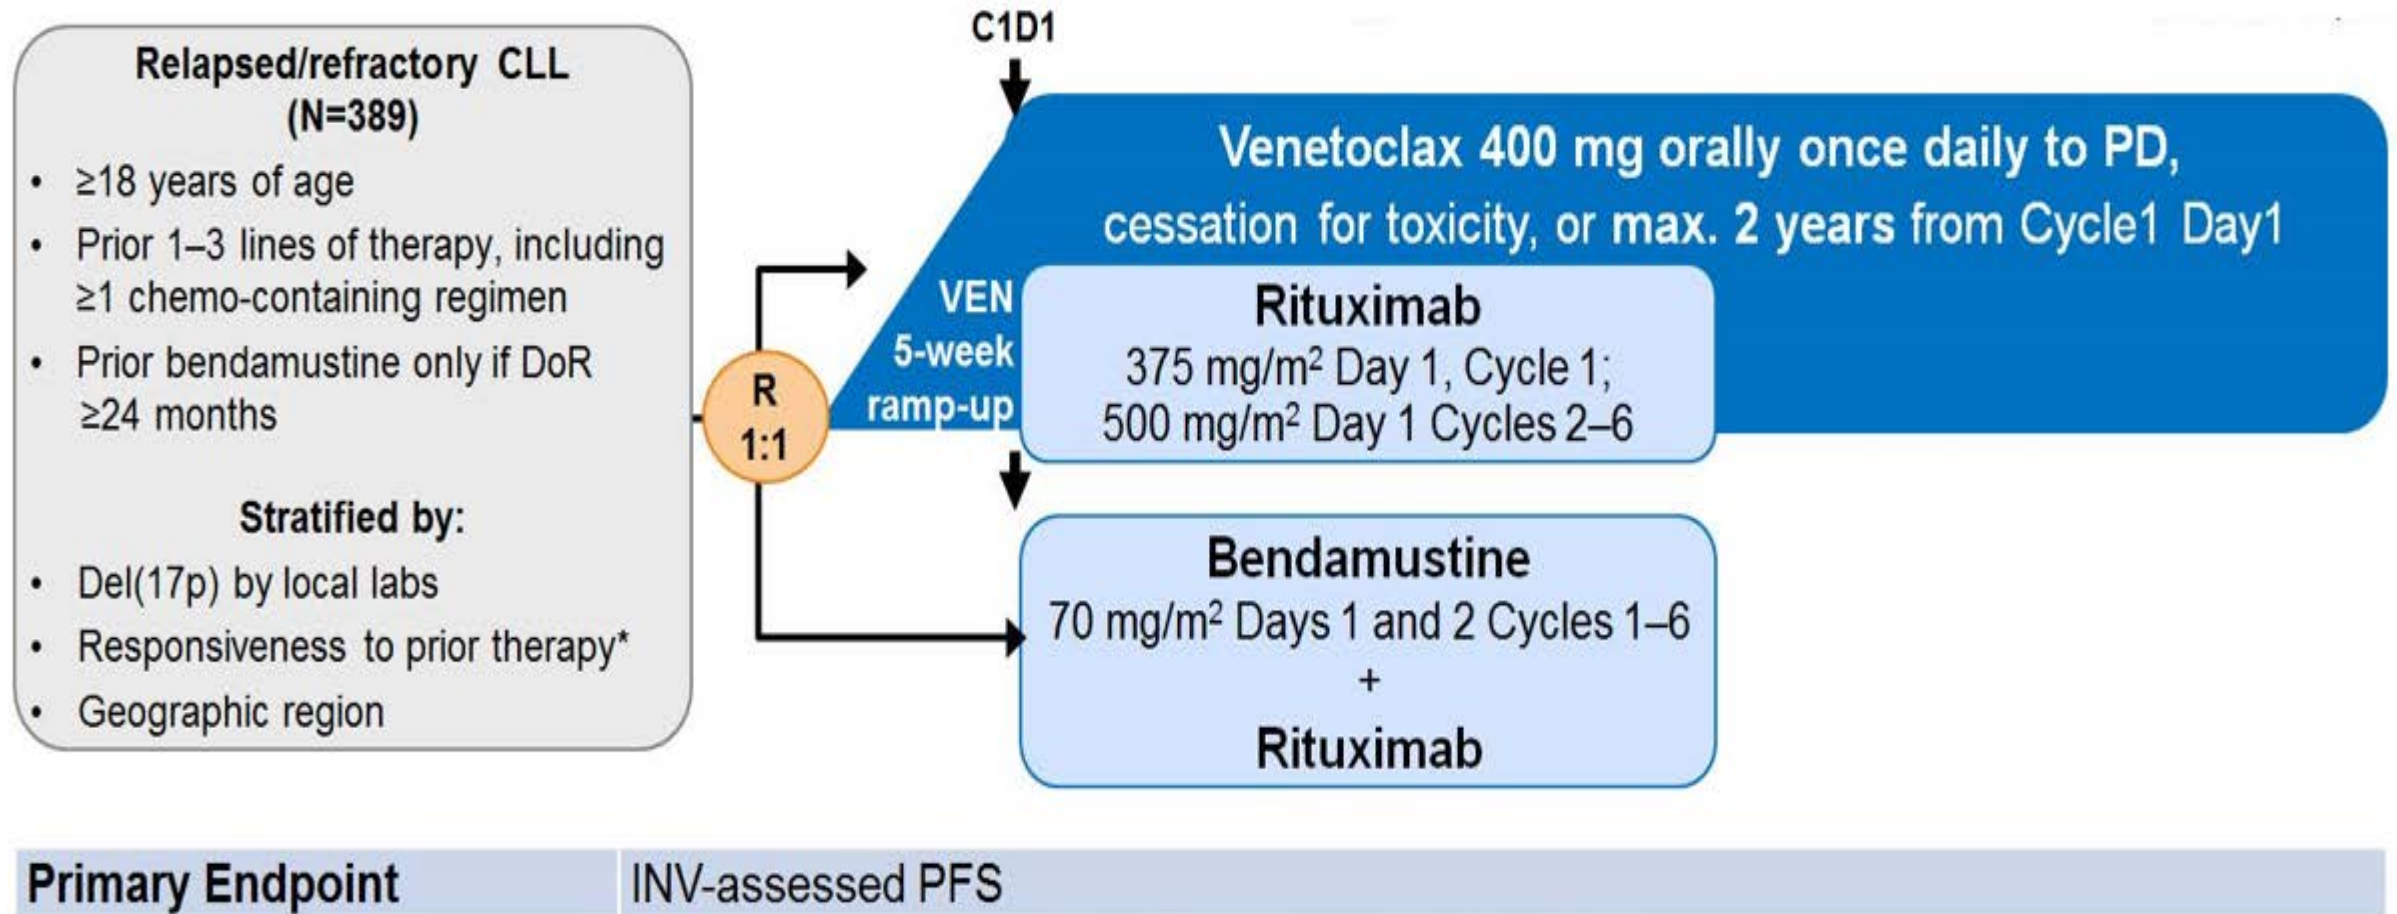 Relapsed/refractory CLL
(N=389)
• ≥18 years of age
• Prior 1–3 lines of therapy, including
≥1 chemo-containing regimen
• Prior bendamustine only if DoR
≥24 months
Stratified by:
• Del(17p) by local labs
• Responsiveness to prior therapy*
• Geographic region
R
1:1
C1D1
Venetoclax 400 mg orally once daily to PD,
cessation for toxicity, or max. 2 years from Cycle1 Day1
VEN
5-week
ramp-up
Rituximab
375 mg/m² Day 1, Cycle 1;
500 mg/m² Day 1 Cycles 2–6
Bendamustine
70 mg/m² Days 1 and 2 Cycles 1–6
+
Rituximab
Primary Endpoint INV-assessed PFS